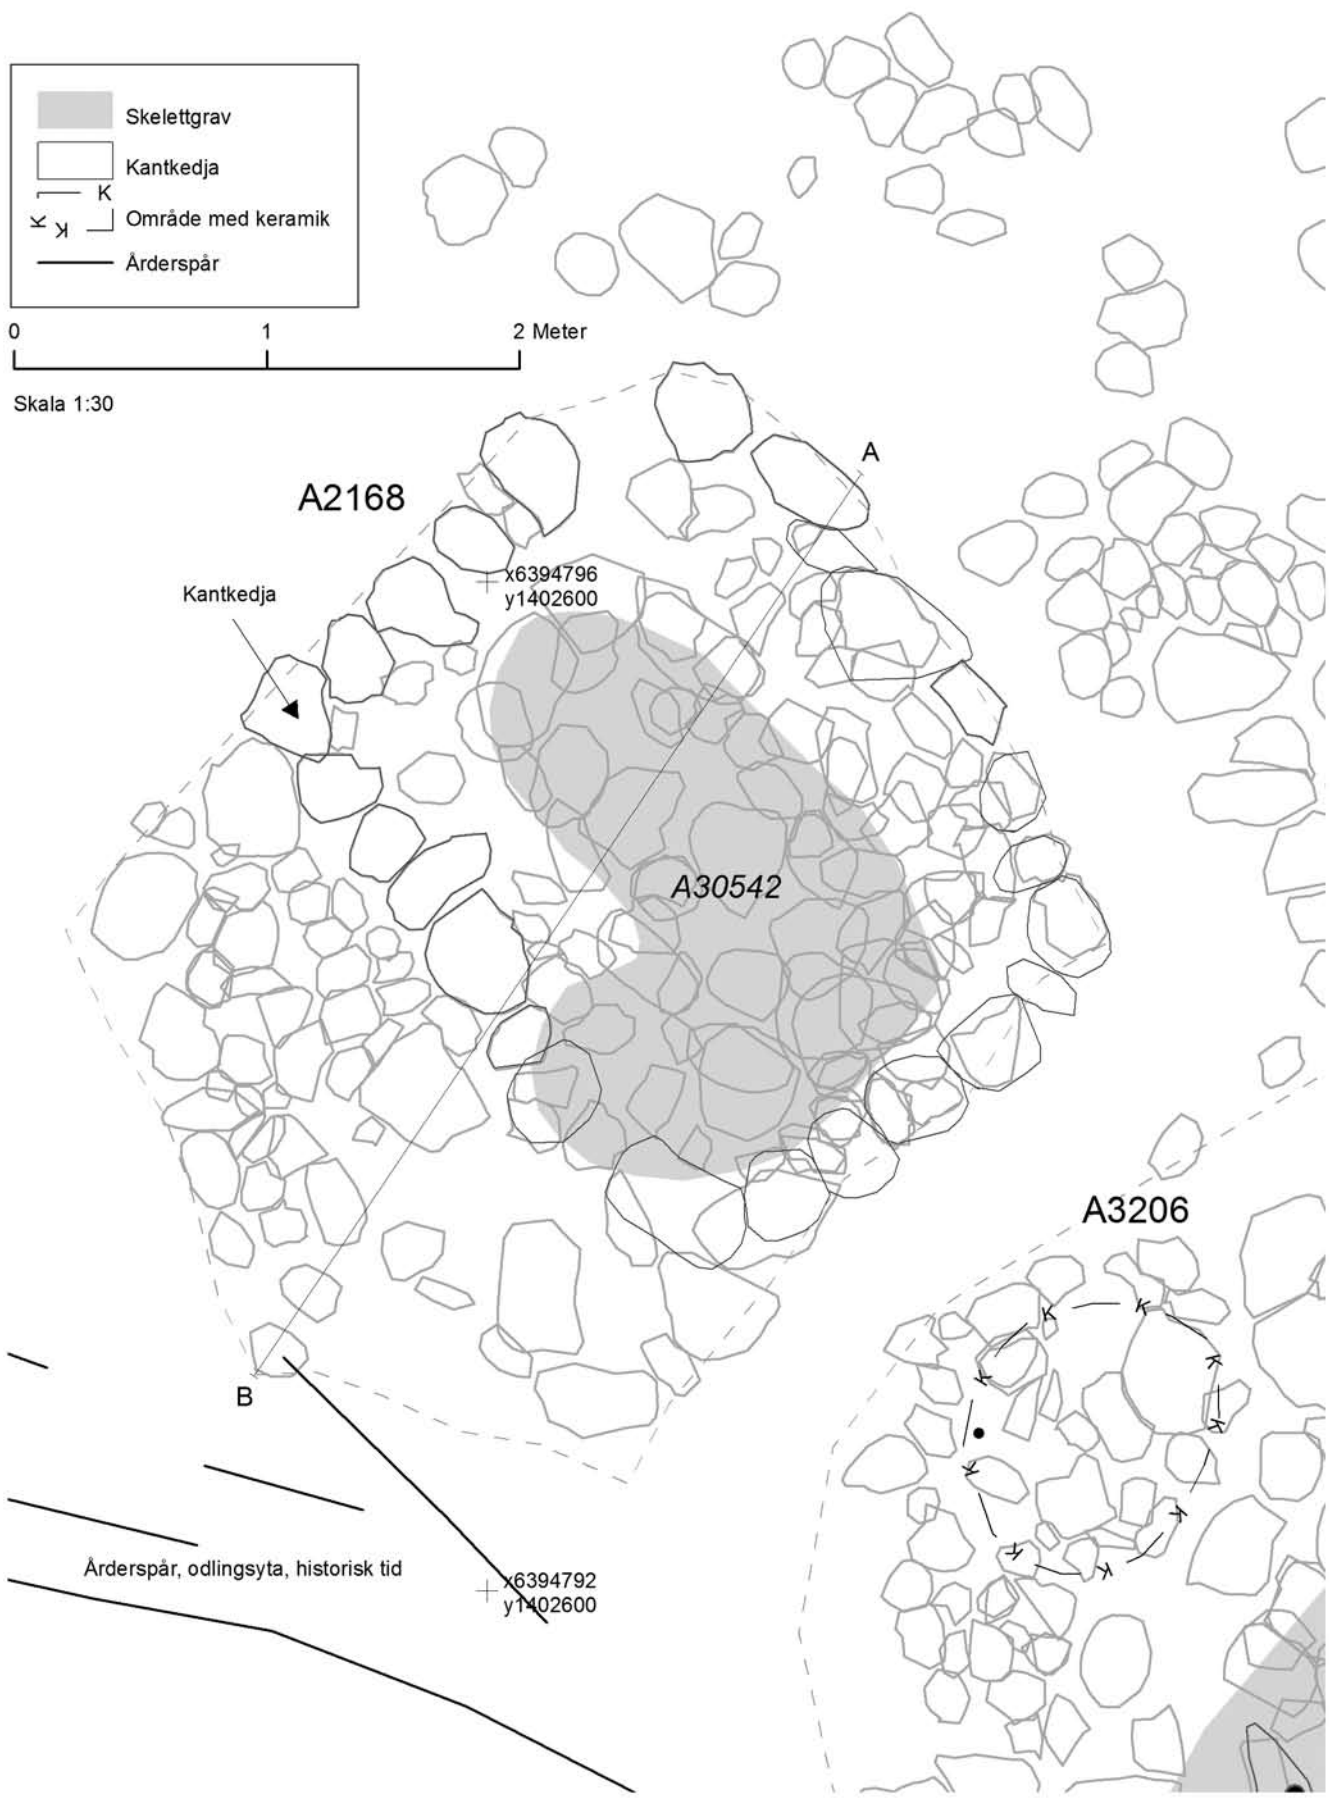 Skelettgrav
Kantkedja
K
K K Område med keramik
Årderspår
0 1 2 Meter
Skala 1:30
A
A2168
x6394796
y1402600
Kantkedja
A30542
A3206
K K
K K
K
K K
K K
B
Årderspår, odlingsyta, historisk tid
x6394792
y1402600